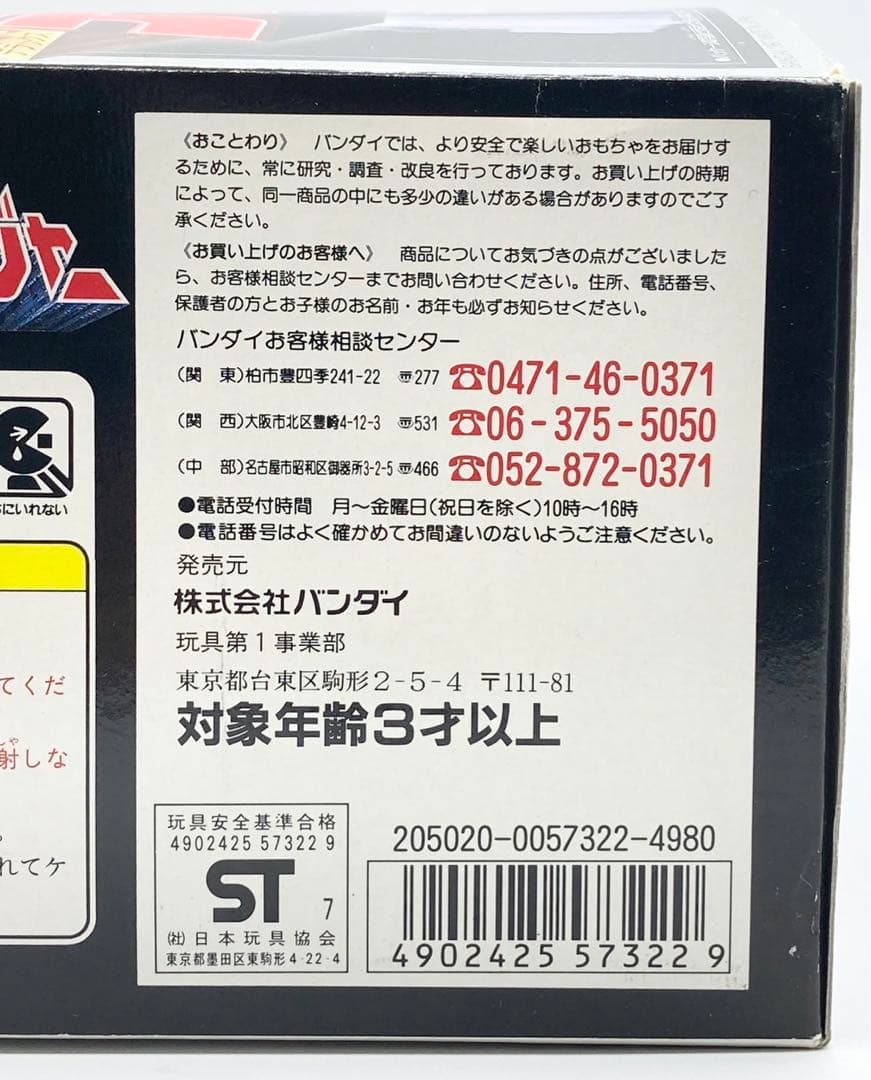 ジャー
にいれない
てくだ
射しな
しゃ
。
れてケ
《おことわり》 バンダイでは、より安全で楽しいおもちゃをお届けす
るために、常に研究・調査・改良を行っております。お買い上げの時期
によって、同一商品の中にも多少の違いがある場合がありますのでご了
承ください。
《お買い上げのお客様へ》 商品についてお気づきの点がございました
ら、お客様相談センターまでお問い合わせください。住所、電話番号、
保護者の方とお子様のお名前・お年も必ずお知らせください。
バンダイお客様相談センター
(関 東)柏市豊四季241-22 〠277 ☎0471-46-0371
(関 西)大阪市北区豊崎4-12-3 〠531 ☎06-375-5050
(中 部)名古屋市昭和区御器所3-2-5 〠466 ☎052-872-0371
●電話受付時間 月〜金曜日(祝日を除く)10時〜16時
●電話番号はよく確かめてお間違いのないようご注意ください。
発売元
株式会社バンダイ
玩具第1事業部
東京都台東区駒形2-5-4 〒111-81
対象年齢3才以上
玩具安全基準合格
4902425 57322 9
ST 7
(社)日本玩具協会
東京都墨田区東駒形4-22-4
205020-0057322-4980
4902425 573229